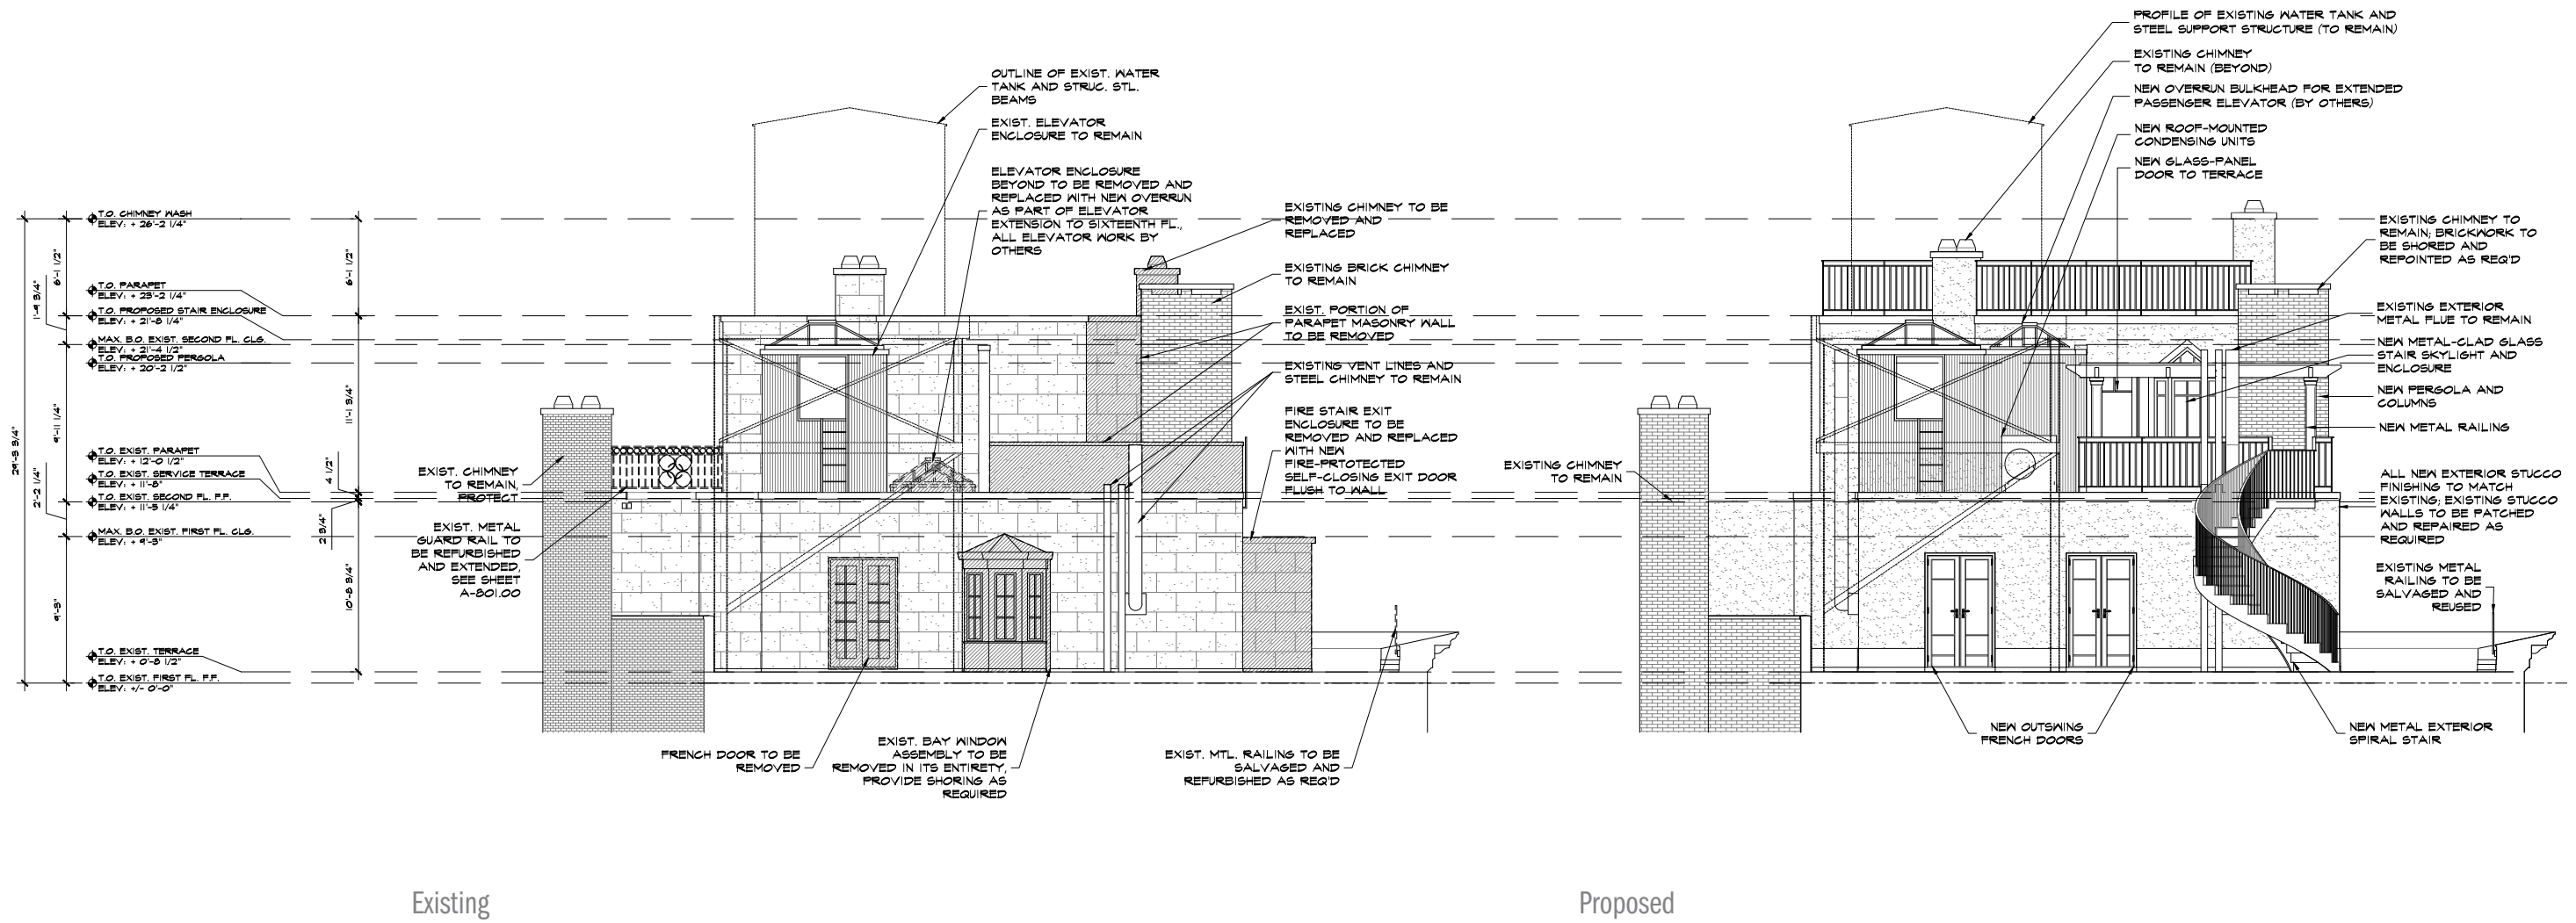 T.O. CHIMNEY WASH
ELEV: + 26'-2 1/4"
T.O. PARAPET
ELEV: + 23'-2 1/4"
T.O. PROPOSED STAIR ENCLOSURE
ELEV: + 21'-8 1/4"
MAX. B.O. EXIST. SECOND FL. CLG.
ELEV: + 21'-4 1/2"
T.O. PROPOSED PERGOLA
ELEV: + 20'-2 1/2"
T.O. EXIST. PARAPET
ELEV: + 12'-0 1/2"
T.O. EXIST. SERVICE TERRACE
ELEV: + 11'-8"
T.O. EXIST. SECOND FL. F.F.
ELEV: + 11'-5 1/4"
MAX. B.O. EXIST. FIRST FL. CLG.
ELEV: + 9'-3"
T.O. EXIST. TERRACE
ELEV: + 0'-8 1/2"
T.O. EXIST. FIRST FL. F.F.
ELEV: +/- 0'-0"
29'-3 3/4"
1'-9 3/4"
2'-2 1/4"
6'-1 1/2"
9'-11 1/4"
9'-3"
6'-1 1/2"
11'-1 3/4"
4 1/2"
2 3/4"
10'-8 3/4"
OUTLINE OF EXIST. WATER
TANK AND STRUC. STL.
BEAMS
EXIST. ELEVATOR
ENCLOSURE TO REMAIN
ELEVATOR ENCLOSURE
BEYOND TO BE REMOVED AND
REPLACED WITH NEW OVERRUN
AS PART OF ELEVATOR
EXTENSION TO SIXTEENTH FL.,
ALL ELEVATOR WORK BY
OTHERS
EXISTING CHIMNEY TO BE
REMOVED AND
REPLACED
EXISTING BRICK CHIMNEY
TO REMAIN
EXIST. PORTION OF
PARAPET MASONRY WALL
TO BE REMOVED
EXISTING VENT LINES AND
STEEL CHIMNEY TO REMAIN
FIRE STAIR EXIT
ENCLOSURE TO BE
REMOVED AND REPLACED
WITH NEW
FIRE-PRTOTECTED
SELF-CLOSING EXIT DOOR
FLUSH TO WALL
EXIST. CHIMNEY
TO REMAIN,
PROTECT
EXIST. METAL
GUARD RAIL TO
BE REFURBISHED
AND EXTENDED,
SEE SHEET
A-801.00
FRENCH DOOR TO BE
REMOVED
EXIST. BAY WINDOW
ASSEMBLY TO BE
REMOVED IN ITS ENTIRETY,
PROVIDE SHORING AS
REQUIRED
EXIST. MTL. RAILING TO BE
SALVAGED AND
REFURBISHED AS REQ'D
Existing
PROFILE OF EXISTING WATER TANK AND
STEEL SUPPORT STRUCTURE (TO REMAIN)
EXISTING CHIMNEY
TO REMAIN (BEYOND)
NEW OVERRUN BULKHEAD FOR EXTENDED
PASSENGER ELEVATOR (BY OTHERS)
NEW ROOF-MOUNTED
CONDENSING UNITS
NEW GLASS-PANEL
DOOR TO TERRACE
EXISTING CHIMNEY TO
REMAIN; BRICKWORK TO
BE SHORED AND
REPOINTED AS REQ'D
EXISTING EXTERIOR
METAL FLUE TO REMAIN
NEW METAL-CLAD GLASS
STAIR SKYLIGHT AND
ENCLOSURE
NEW PERGOLA AND
COLUMNS
NEW METAL RAILING
ALL NEW EXTERIOR STUCCO
FINISHING TO MATCH
EXISTING; EXISTING STUCCO
WALLS TO BE PATCHED
AND REPAIRED AS
REQUIRED
EXISTING METAL
RAILING TO BE
SALVAGED AND
REUSED
EXISTING CHIMNEY
TO REMAIN
NEW OUTSWING
FRENCH DOORS
NEW METAL EXTERIOR
SPIRAL STAIR
Proposed